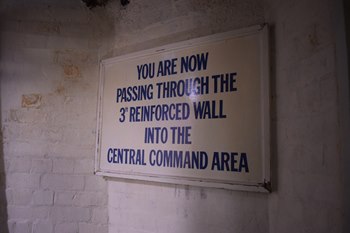 YOU ARE NOW
PASSING THROUGH THE
3" REINFORCED WALL
INTO THE
CENTRAL COMMAND AREA